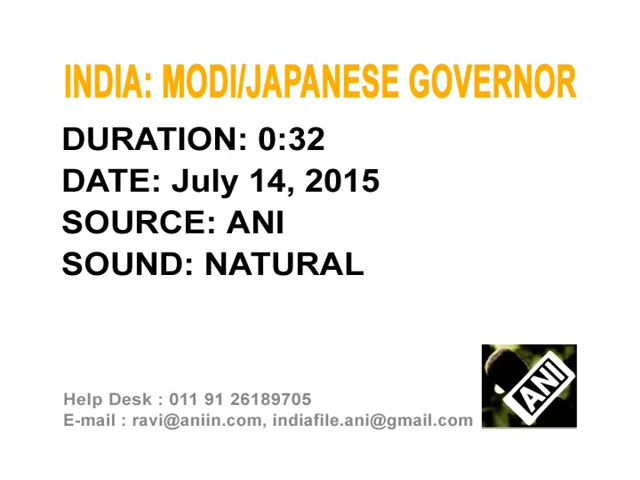 INDIA: MODI/JAPANESE GOVERNOR
DURATION: 0:32
DATE: July 14, 2015
SOURCE: ANI
SOUND: NATURAL
Help Desk : 011 91 26189705
E-mail : ravi@aniin.com, indiafile.ani@gmail.com
ANI